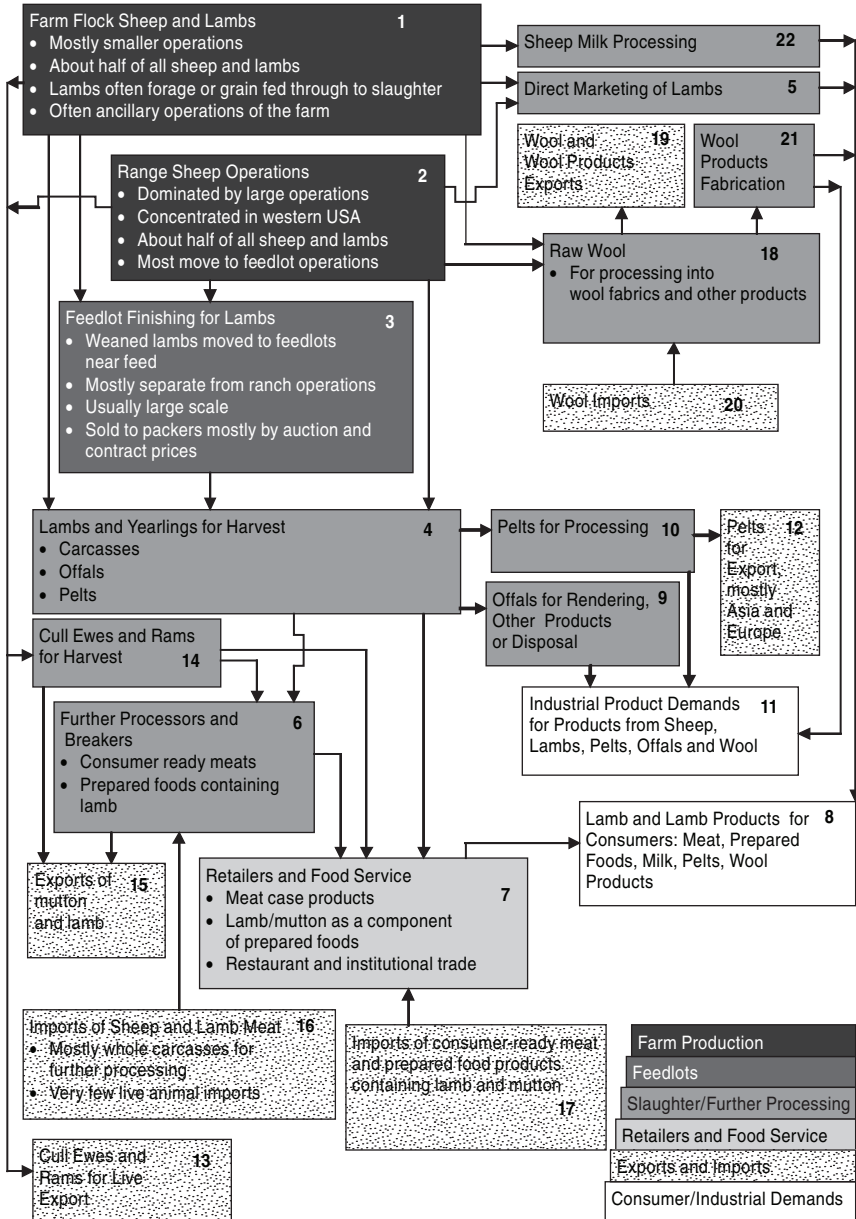 Farm Flock Sheep and Lambs 1
• Mostly smaller operations
• About half of all sheep and lambs
• Lambs often forage or grain fed through to slaughter
• Often ancillary operations of the farm
Sheep Milk Processing 22
Direct Marketing of Lambs 5
Wool and 19
Wool Products
Exports
Wool 21
Products
Fabrication
Range Sheep Operations 2
• Dominated by large operations
• Concentrated in western USA
• About half of all sheep and lambs
• Most move to feedlot operations
Raw Wool 18
• For processing into
wool fabrics and other products
Feedlot Finishing for Lambs 3
• Weaned lambs moved to feedlots
near feed
• Mostly separate from ranch operations
• Usually large scale
• Sold to packers mostly by auction and
contract prices
Wool Imports 20
Lambs and Yearlings for Harvest 4
• Carcasses
• Offals
• Pelts
Pelts for Processing 10
Pelts 12
for
Export,
mostly
Asia and
Europe
Offals for Rendering, 9
Other Products
or Disposal
Cull Ewes and Rams
for Harvest 14
Industrial Product Demands 11
for Products from Sheep,
Lambs, Pelts, Offals and Wool
Further Processors and 6
Breakers
• Consumer ready meats
• Prepared foods containing
lamb
Lamb and Lamb Products for 8
Consumers: Meat, Prepared
Foods, Milk, Pelts, Wool
Products
Exports of 15
mutton
and lamb
Retailers and Food Service 7
• Meat case products
• Lamb/mutton as a component
of prepared foods
• Restaurant and institutional trade
Imports of Sheep and Lamb Meat 16
• Mostly whole carcasses for
further processing
• Very few live animal imports
Imports of consumer-ready meat
and prepared food products
containing lamb and mutton
17
Cull Ewes and 13
Rams for Live
Export
Farm Production
Feedlots
Slaughter/Further Processing
Retailers and Food Service
Exports and Imports
Consumer/Industrial Demands